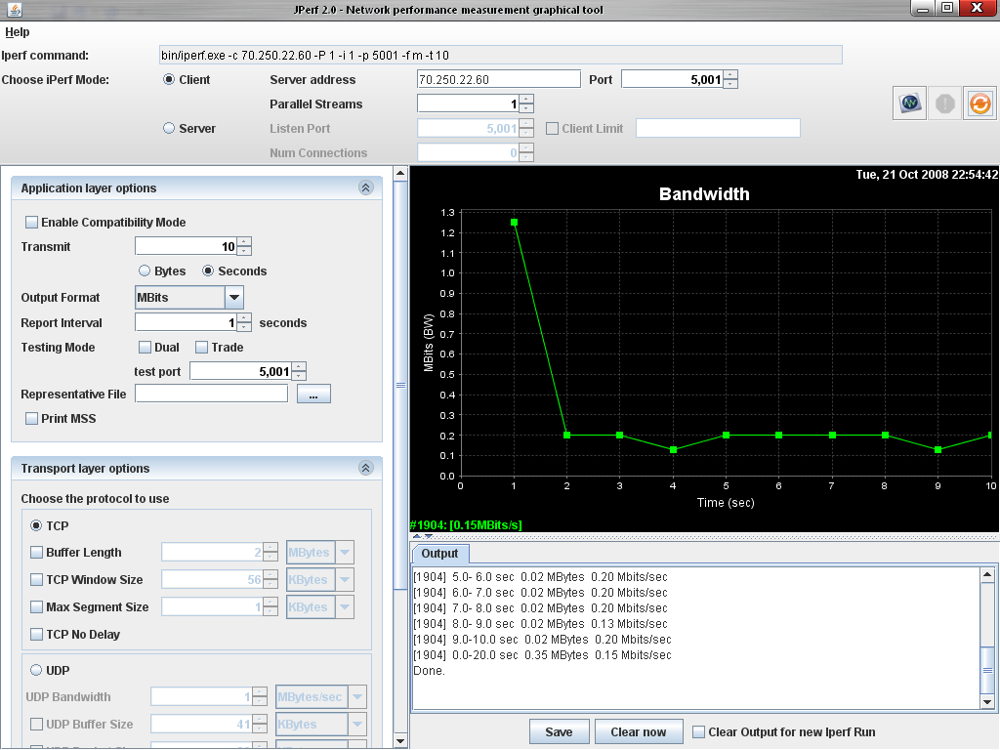 JPerf 2.0 - Network performance measurement graphical tool
Help
Iperf command: bin/iperf.exe -c 70.250.22.60 -P 1 -i 1 -p 5001 -f m -t 10
Choose iPerf Mode: Client Server address 70.250.22.60 Port 5,001
Parallel Streams 1
Server Listen Port 5,001 Client Limit
Num Connections 0
Application layer options
Enable Compatibility Mode
Transmit 10
Bytes Seconds
Output Format MBits
Report Interval 1 seconds
Testing Mode Dual Trade
test port 5,001
Representative File ...
Print MSS
Transport layer options
Choose the protocol to use
TCP
Buffer Length 2 MBytes
TCP Window Size 56 KBytes
Max Segment Size 1 KBytes
TCP No Delay
UDP
UDP Bandwidth 1 MBytes/sec
UDP Buffer Size 41 KBytes
Tue, 21 Oct 2008 22:54:42
Bandwidth
1.3
1.2
1.1
1.0
0.9
0.8
0.7
0.6
0.5
0.4
0.3
0.2
0.1
0.0
MBits (BW)
0 1 2 3 4 5 6 7 8 9 10
Time (sec)
#1904: [0.15MBits/s]
Output
[1904] 5.0- 6.0 sec 0.02 MBytes 0.20 Mbits/sec
[1904] 6.0- 7.0 sec 0.02 MBytes 0.20 Mbits/sec
[1904] 7.0- 8.0 sec 0.02 MBytes 0.20 Mbits/sec
[1904] 8.0- 9.0 sec 0.02 MBytes 0.13 Mbits/sec
[1904] 9.0-10.0 sec 0.02 MBytes 0.20 Mbits/sec
[1904] 0.0-20.0 sec 0.35 MBytes 0.15 Mbits/sec
Done.
Save Clear now Clear Output for new Iperf Run